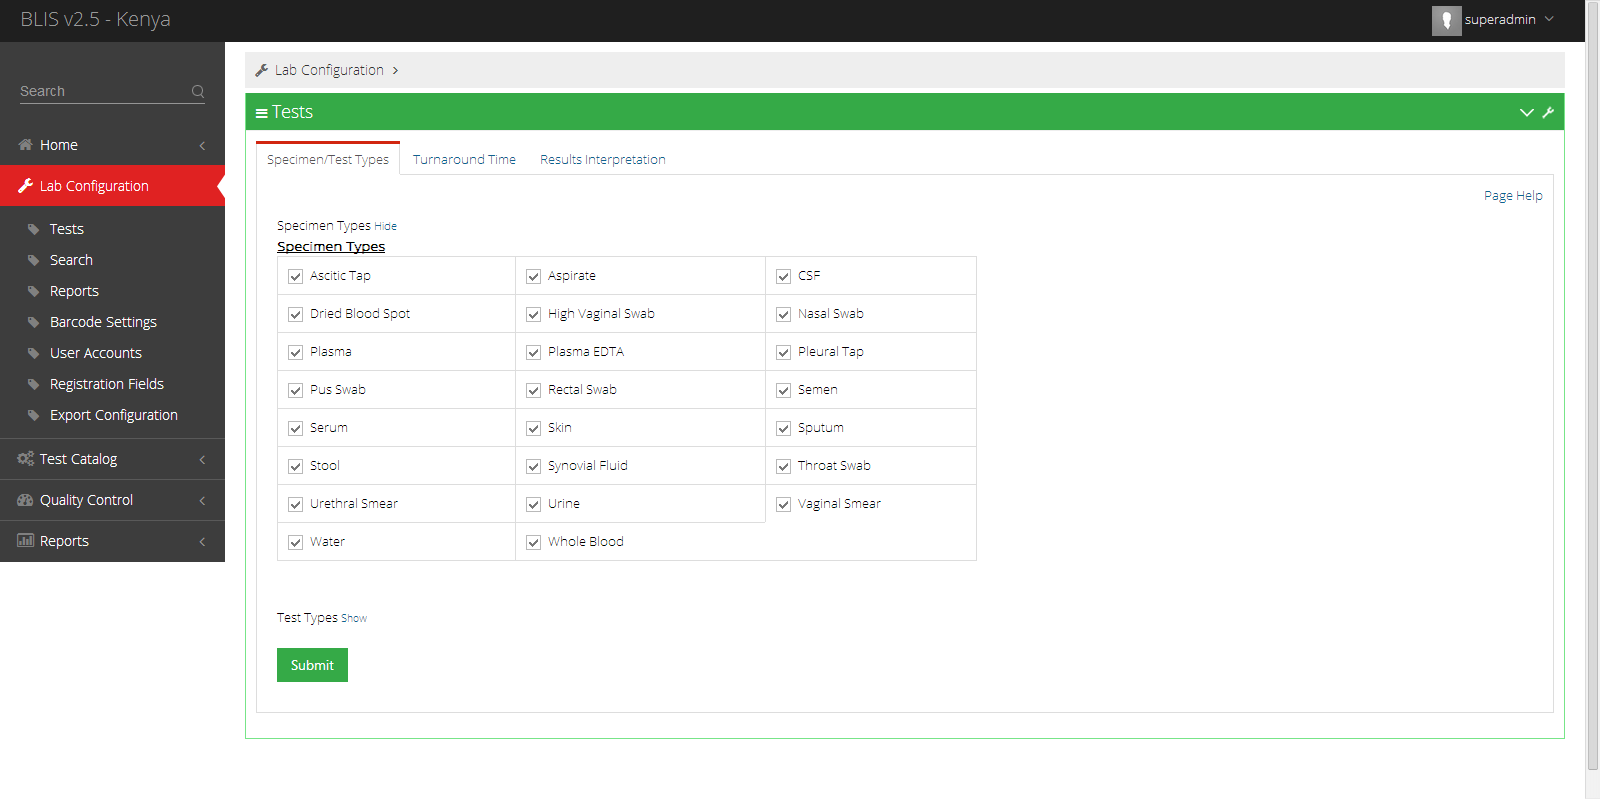 BLIS v2.5 - Kenya
superadmin
Search
Home
Lab Configuration
Tests
Search
Reports
Barcode Settings
User Accounts
Registration Fields
Export Configuration
Test Catalog
Quality Control
Reports
Lab Configuration
Tests
Specimen/Test Types Turnaround Time Results Interpretation
Page Help
Specimen Types Hide
Specimen Types
Ascitic Tap Aspirate CSF
Dried Blood Spot High Vaginal Swab Nasal Swab
Plasma Plasma EDTA Pleural Tap
Pus Swab Rectal Swab Semen
Serum Skin Sputum
Stool Synovial Fluid Throat Swab
Urethral Smear Urine Vaginal Smear
Water Whole Blood
Test Types Show
Submit